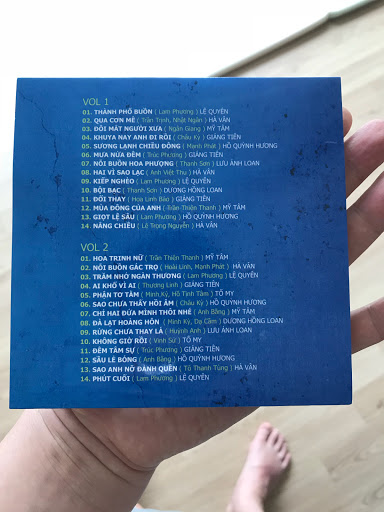 VOL 1
01. THÀNH PHỐ BUỒN ( Lam Phương ) LỆ QUYÊN
02. QUA CƠN MÊ ( Trần Trịnh, Nhật Ngân ) HÀ VÂN
03. ĐÔI MẮT NGƯỜI XƯA ( Ngân Giang ) MỸ TÂM
04. KHUYA NAY ANH ĐI RỒI ( Châu Kỳ ) GIÁNG TIÊN
05. SƯƠNG LẠNH CHIỀU ĐÔNG ( Mạnh Phát ) HỒ QUỲNH HƯƠNG
06. MƯA NỬA ĐÊM ( Trúc Phương ) GIÁNG TIÊN
07. NỖI BUỒN HOA PHƯỢNG ( Thanh Sơn ) LƯU ÁNH LOAN
08. HAI VÌ SAO LẠC ( Anh Việt Thu ) HÀ VÂN
09. KIẾP NGHÈO ( Lam Phương ) LỆ QUYÊN
10. BỘI BẠC ( Thanh Sơn ) DƯƠNG HỒNG LOAN
11. ĐỔI THAY ( Hoa Linh Bảo ) GIÁNG TIÊN
12. MÙA ĐÔNG CỦA ANH ( Trần Thiện Thanh ) MỸ TÂM
13. GIỌT LỆ SẦU ( Lam Phương ) HỒ QUỲNH HƯƠNG
14. NẮNG CHIỀU ( Lê Trọng Nguyễn ) HÀ VÂN
VOL 2
01. HOA TRINH NỮ ( Trần Thiện Thanh ) MỸ TÂM
02. NỖI BUỒN GÁC TRỌ ( Hoài Linh, Mạnh Phát ) HÀ VÂN
03. TRĂM NHỚ NGÀN THƯƠNG ( Lam Phương ) LỆ QUYÊN
04. AI KHỔ VÌ AI ( Thương Linh ) GIÁNG TIÊN
05. PHẬN TƠ TẰM ( Minh Kỳ, Hồ Tịnh Tâm ) TỐ MY
06. SAO CHƯA THẤY HỒI ÂM ( Châu Kỳ ) HỒ QUỲNH HƯƠNG
07. CHỈ HAI ĐỨA MÌNH THÔI NHÉ ( Anh Bằng ) MỸ TÂM
08. ĐÀ LẠT HOÀNG HÔN ( Minh Kỳ, Dạ Cầm ) DƯƠNG HỒNG LOAN
09. RỪNG CHƯA THAY LÁ ( Huỳnh Anh ) LƯU ÁNH LOAN
10. KHÔNG GIỜ RỒI ( Vinh Sử ) TỐ MY
11. ĐÊM TÂM SỰ ( Trúc Phương ) GIÁNG TIÊN
12. SẦU LẺ BÓNG ( Anh Bằng ) HỒ QUỲNH HƯƠNG
13. SAO ANH NỠ ĐÀNH QUÊN ( Tô Thanh Tùng ) HÀ VÂN
14. PHÚT CUỐI ( Lam Phương ) LỆ QUYÊN